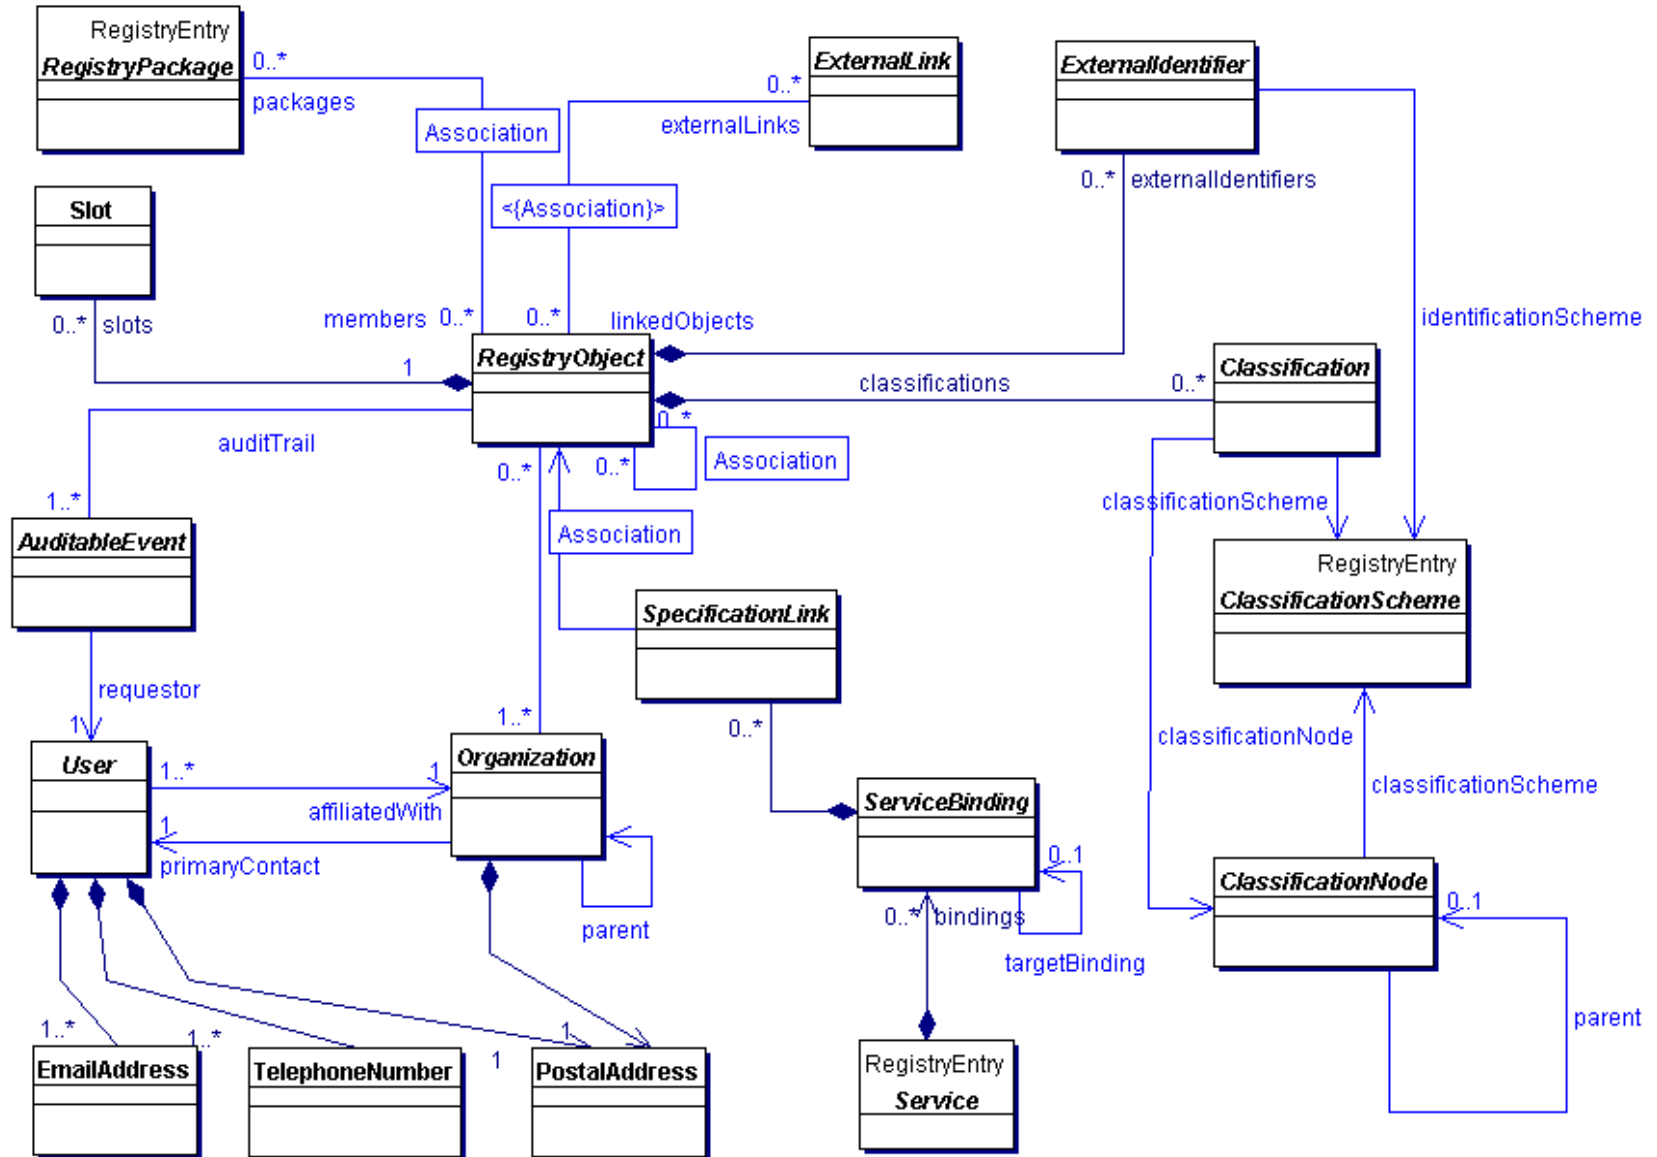 RegistryEntry
RegistryPackage
0..*
packages
Association
ExternalLink
0..*
externalLinks
<{Association}>
ExternalIdentifier
0..* externalIdentifiers
Slot
0..* slots
members 0..*
0..* linkedObjects
identificationScheme
RegistryObject
1
classifications
0..*
Classification
0..*
auditTrail
0..*
0..*
Association
1..*
classificationScheme
AuditableEvent
Association
RegistryEntry
ClassificationScheme
SpecificationLink
requestor
1
1..*
0..*
classificationNode
User
1..*
1
Organization
affiliatedWith
classificationScheme
ServiceBinding
1
primaryContact
0..1
ClassificationNode
0..1
0..* bindings
parent
targetBinding
parent
1..*
1..*
1
1
EmailAddress
TelephoneNumber
PostalAddress
RegistryEntry
Service